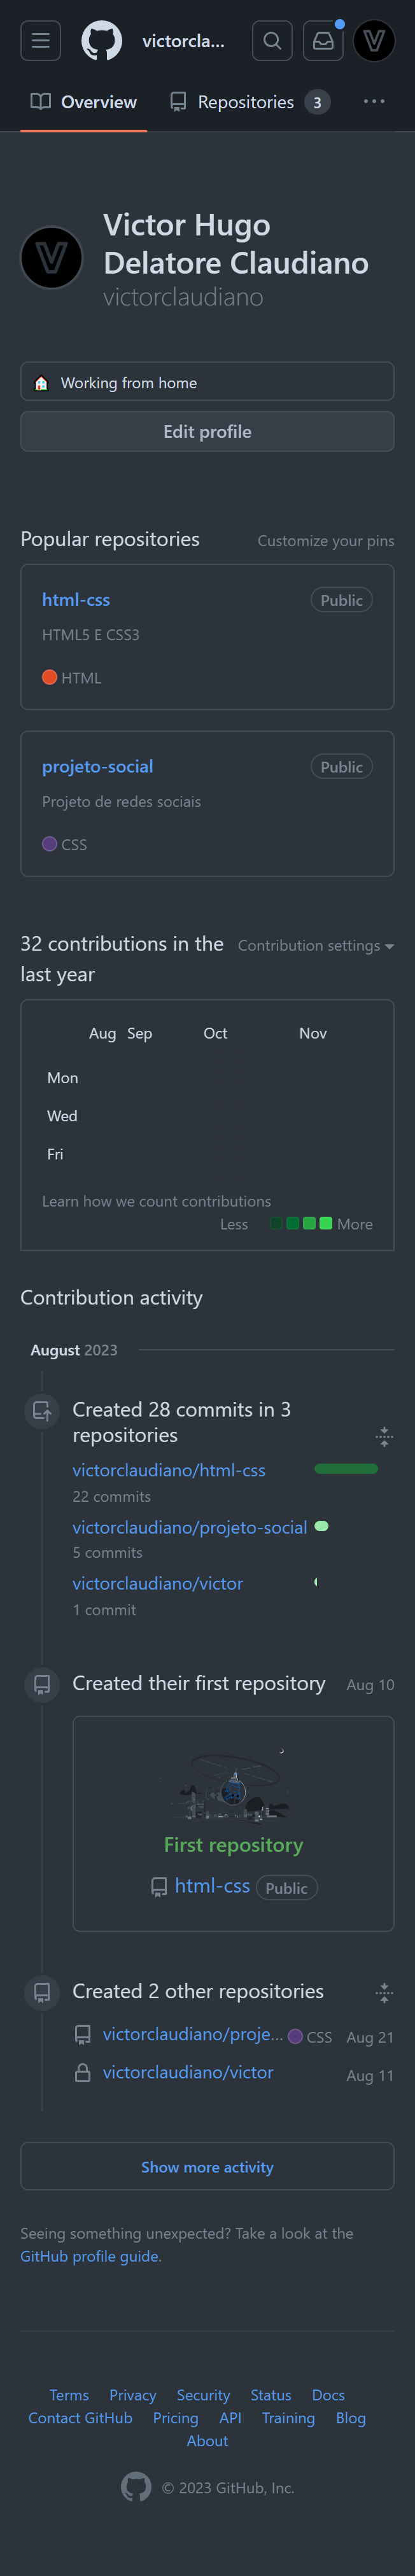 victorcla...
Overview
Repositories 3
Victor Hugo
Delatore Claudiano
victorclaudiano
Working from home
Edit profile
Popular repositories
Customize your pins
html-css
Public
HTML5 E CSS3
HTML
projeto-social
Public
Projeto de redes sociais
CSS
32 contributions in the
last year
Contribution settings
Aug Sep Oct Nov
Mon
Wed
Fri
Learn how we count contributions
Less More
Contribution activity
August 2023
Created 28 commits in 3
repositories
victorclaudiano/html-css
22 commits
victorclaudiano/projeto-social
5 commits
victorclaudiano/victor
1 commit
Created their first repository
Aug 10
First repository
html-css Public
Created 2 other repositories
victorclaudiano/proje... CSS Aug 21
victorclaudiano/victor Aug 11
Show more activity
Seeing something unexpected? Take a look at the
GitHub profile guide.
Terms Privacy Security Status Docs
Contact GitHub Pricing API Training Blog
About
© 2023 GitHub, Inc.